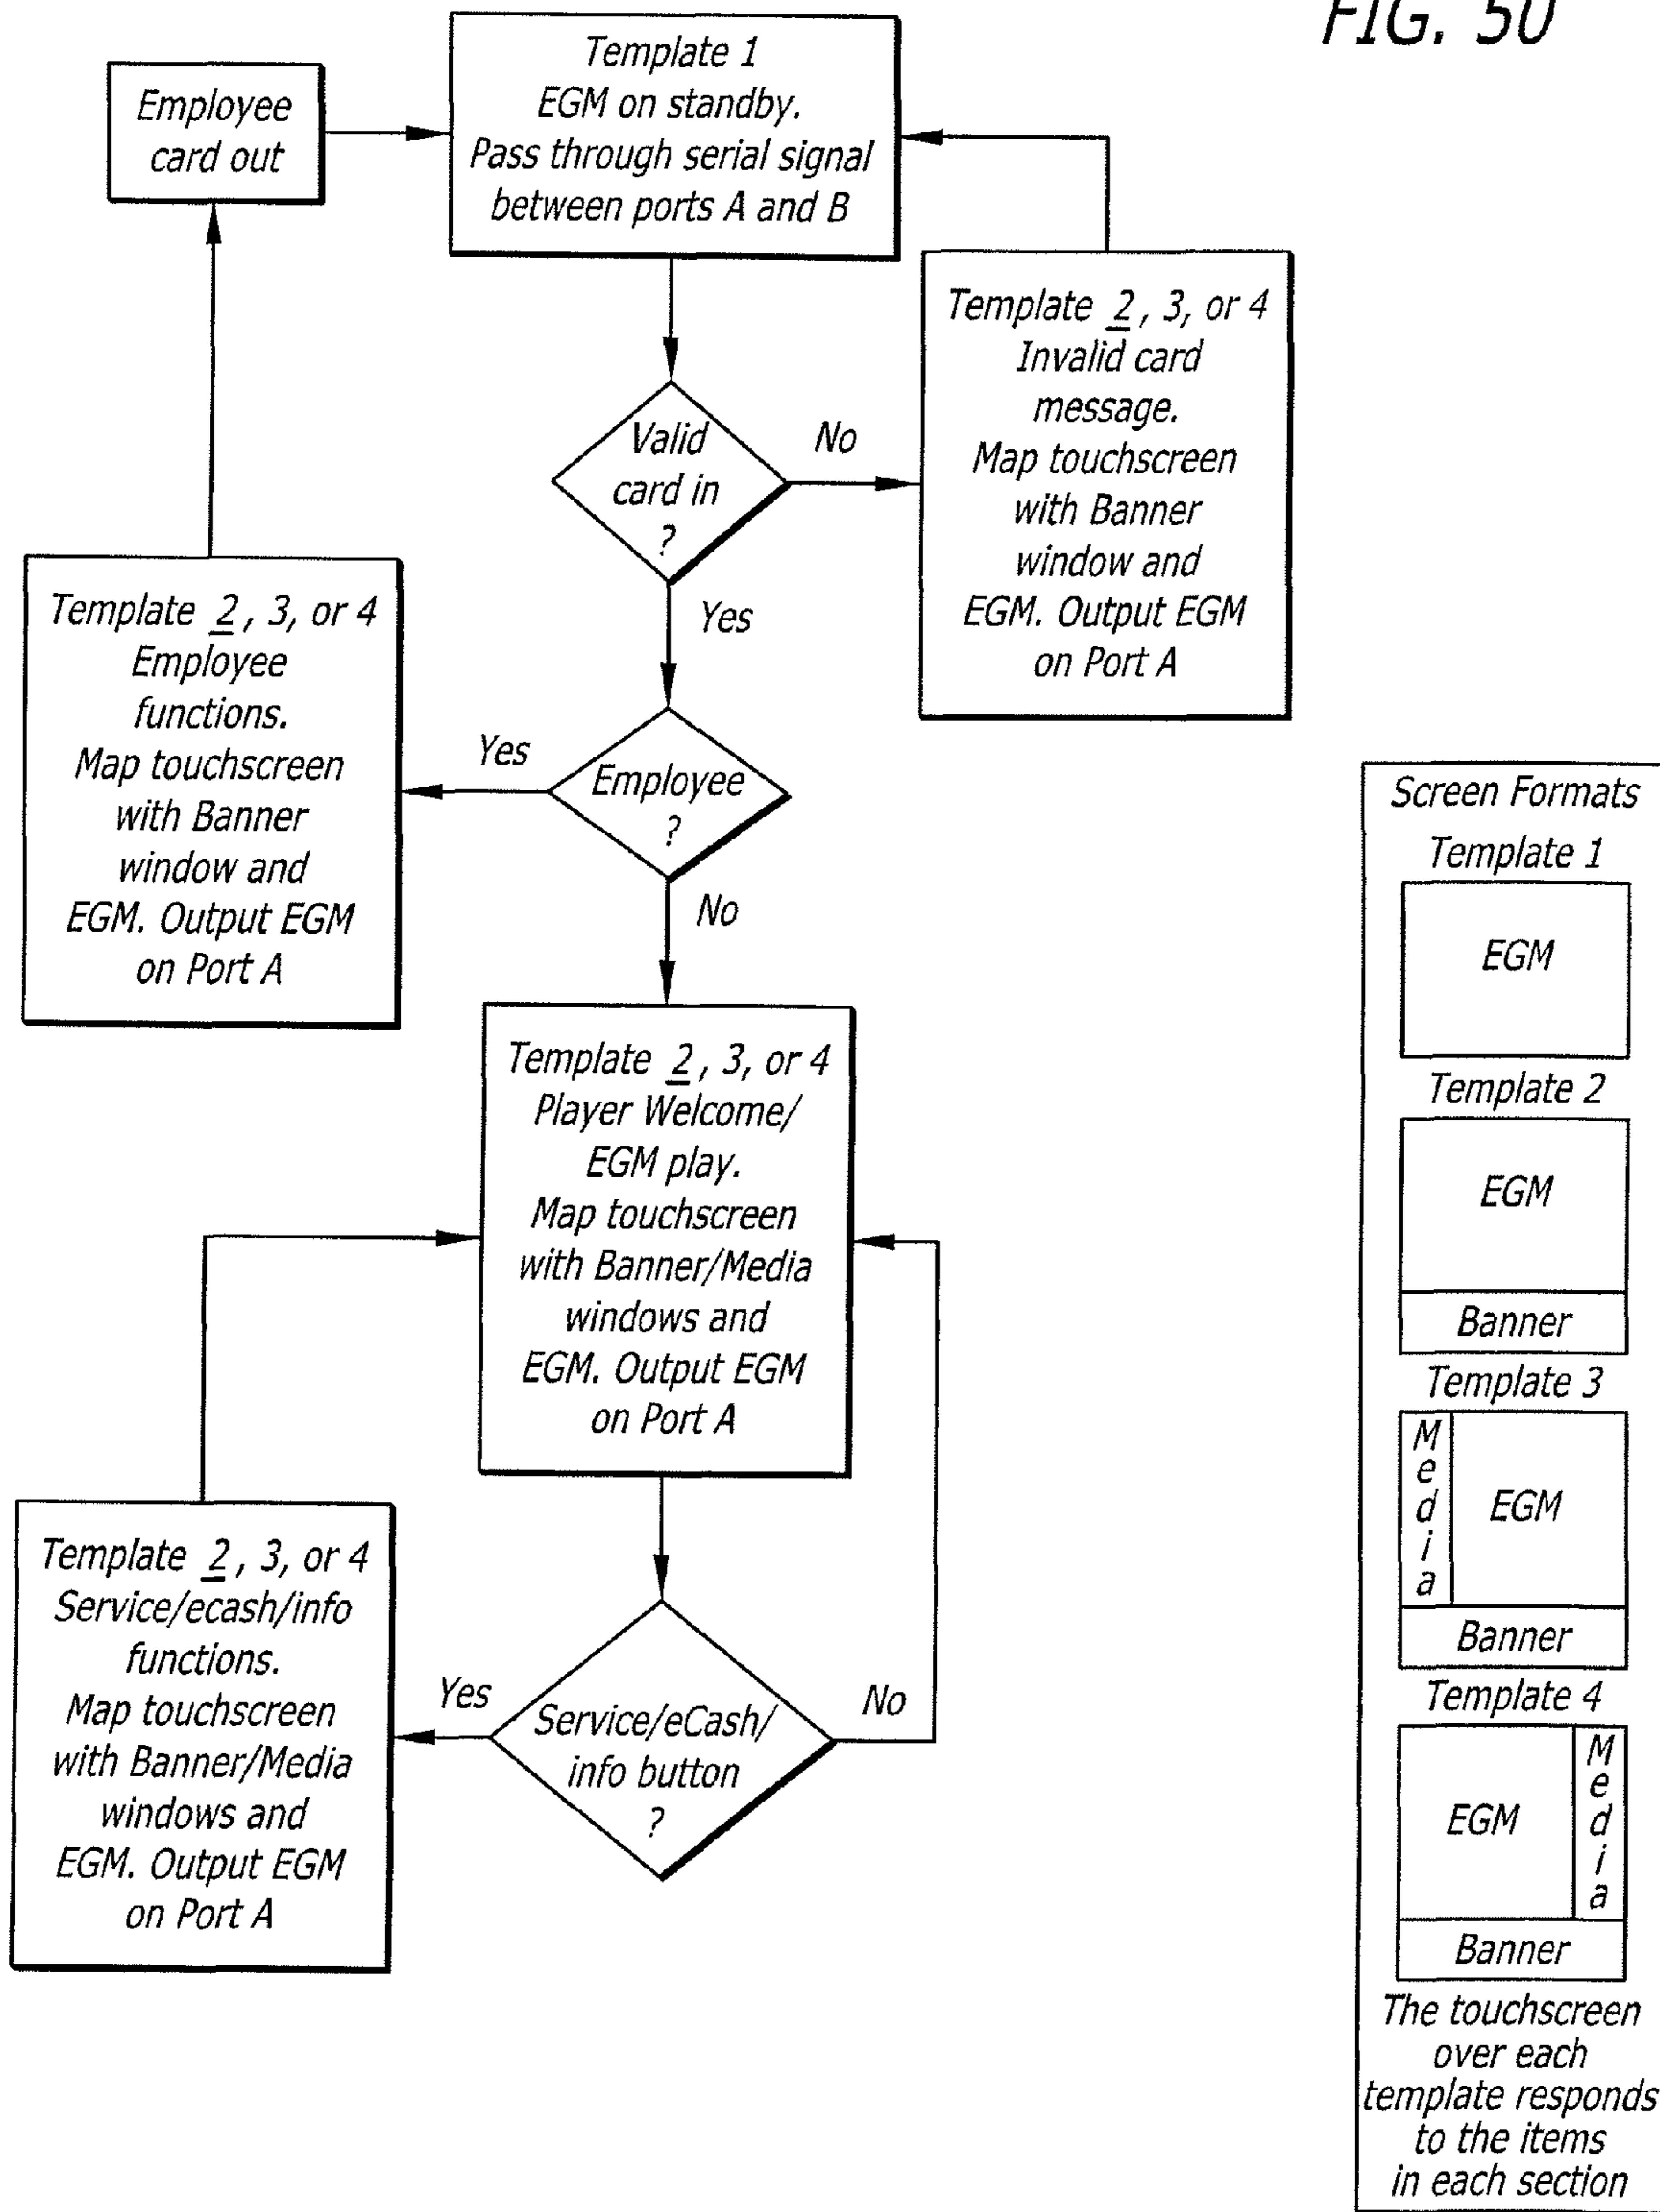 FIG. 50
Employee
card out
Template 1
EGM on standby.
Pass through serial signal
between ports A and B
Template 2, 3, or 4
Invalid card
message.
Map touchscreen
with Banner
window and
EGM. Output EGM
on Port A
Valid
card in
?
No
Yes
Template 2, 3, or 4
Employee
functions.
Map touchscreen
with Banner
window and
EGM. Output EGM
on Port A
Yes
Employee
?
No
Template 2, 3, or 4
Player Welcome/
EGM play.
Map touchscreen
with Banner/Media
windows and
EGM. Output EGM
on Port A
Template 2, 3, or 4
Service/ecash/info
functions.
Map touchscreen
with Banner/Media
windows and
EGM. Output EGM
on Port A
Yes
Service/eCash/
info button
?
No
Screen Formats
Template 1
EGM
Template 2
EGM
Banner
Template 3
Media
EGM
Banner
Template 4
EGM
Media
Banner
The touchscreen
over each
template responds
to the items
in each section